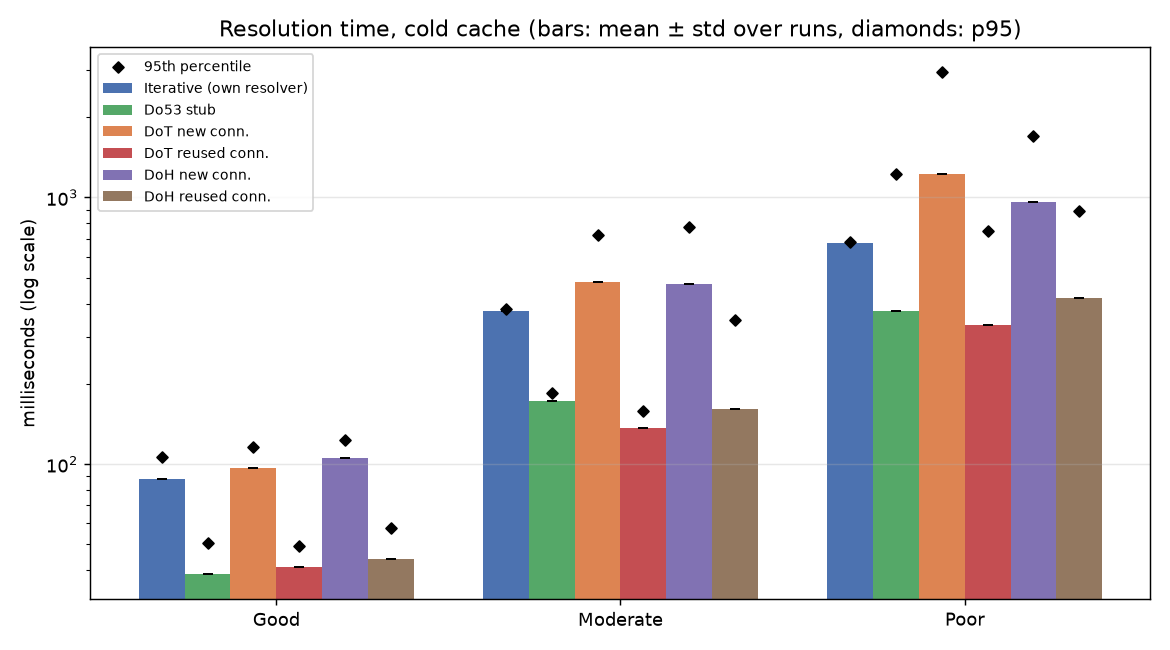 Resolution time, cold cache (bars: mean ± std over runs, diamonds: p95)
95th percentile
Iterative (own resolver)
Do53 stub
DoT new conn.
DoT reused conn.
DoH new conn.
DoH reused conn.
milliseconds (log scale)
10³
10²
Good Moderate Poor